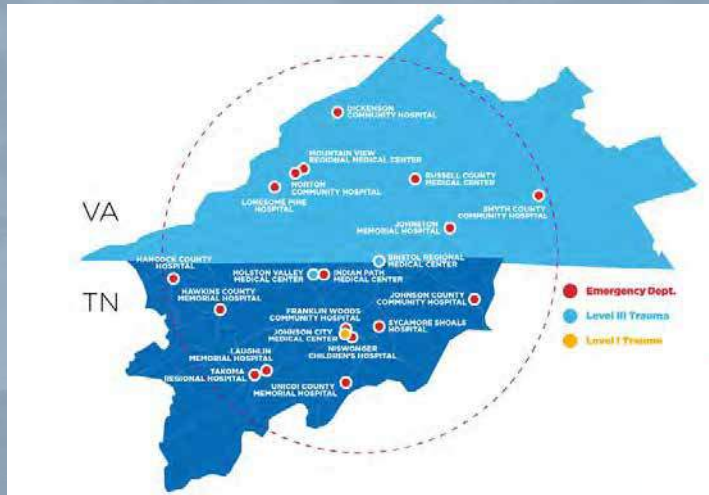 DICKENSON
COMMUNITY HOSPITAL
MOUNTAIN VIEW
REGIONAL MEDICAL CENTER
RUSSELL COUNTY
MEDICAL CENTER
NORTON
COMMUNITY HOSPITAL
LONESOME PINE
HOSPITAL
SMYTH COUNTY
COMMUNITY HOSPITAL
VA
JOHNSTON
MEMORIAL HOSPITAL
HANCOCK COUNTY
HOSPITAL
BRISTOL REGIONAL
MEDICAL CENTER
HOLSTON VALLEY
MEDICAL CENTER
INDIAN PATH
MEDICAL CENTER
TN
HAWKINS COUNTY
MEMORIAL HOSPITAL
JOHNSON COUNTY
COMMUNITY HOSPITAL
FRANKLIN WOODS
COMMUNITY HOSPITAL
SYCAMORE SHOALS
HOSPITAL
JOHNSON CITY
MEDICAL CENTER
NISWONGER
CHILDREN'S HOSPITAL
LAUGHLIN
MEMORIAL HOSPITAL
TAKOMA
REGIONAL HOSPITAL
UNICOI COUNTY
MEMORIAL HOSPITAL
Emergency Dept.
Level III Trauma
Level I Trauma